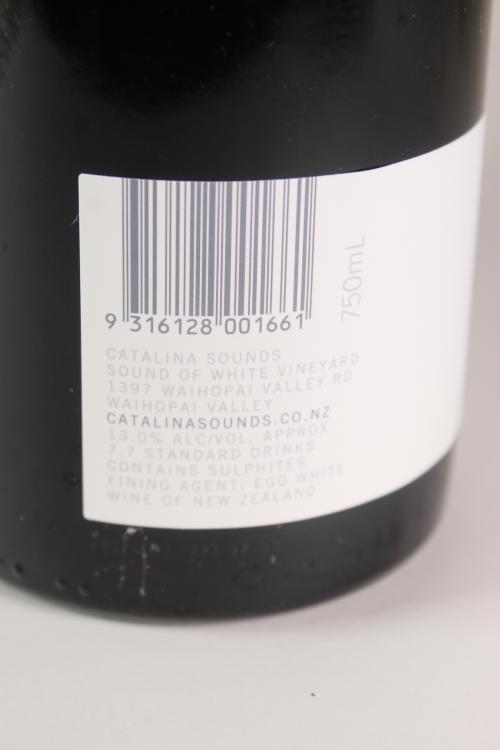 9 316128 001661
750mL
CATALINA SOUNDS
SOUND OF WHITE VINEYARD
1397 WAIHOPAI VALLEY RD
WAIHOPAI VALLEY
CATALINASOUNDS.CO.NZ
13.0% ALC/VOL, APPROX
7.7 STANDARD DRINKS
CONTAINS SULPHITES
FINING AGENT: EGG WHITE
WINE OF NEW ZEALAND